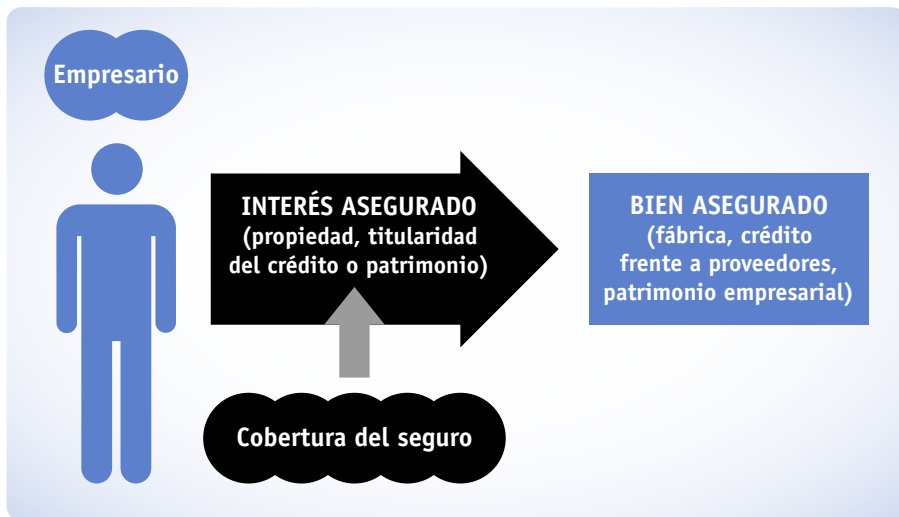 Empresario
INTERÉS ASEGURADO
(propiedad, titularidad
del crédito o patrimonio)
BIEN ASEGURADO
(fábrica, crédito
frente a proveedores,
patrimonio empresarial)
Cobertura del seguro